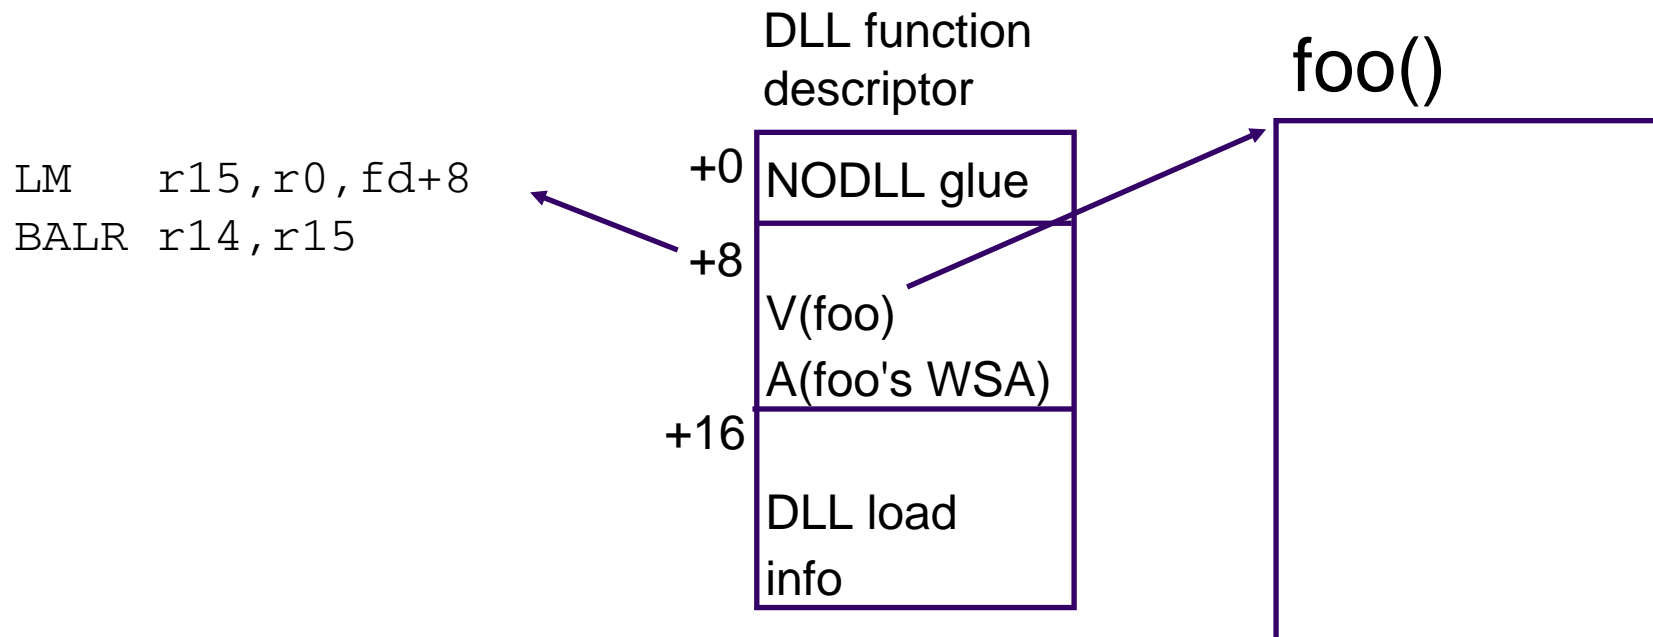 DLL function
descriptor
foo()
LM r15,r0,fd+8
BALR r14,r15
+0
NODLL glue
+8
V(foo)
A(foo's WSA)
+16
DLL load
info